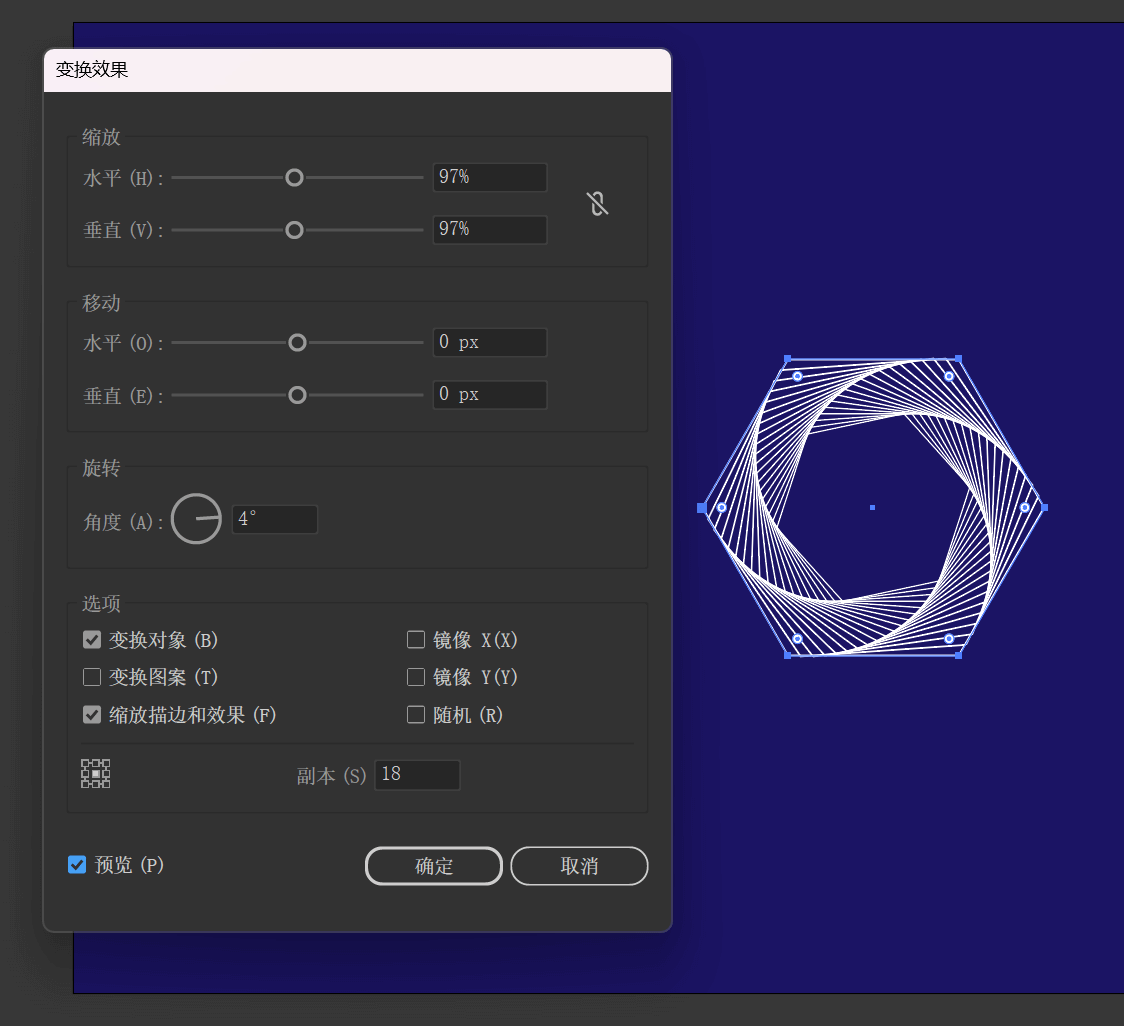 变换效果
缩放
水平 (H): 97%
垂直 (V): 97%
移动
水平 (O): 0 px
垂直 (E): 0 px
旋转
角度 (A): 4°
选项
变换对象 (B) 镜像 X(X)
变换图案 (T) 镜像 Y(Y)
缩放描边和效果 (F) 随机 (R)
副本 (S) 18
预览 (P) 确定 取消